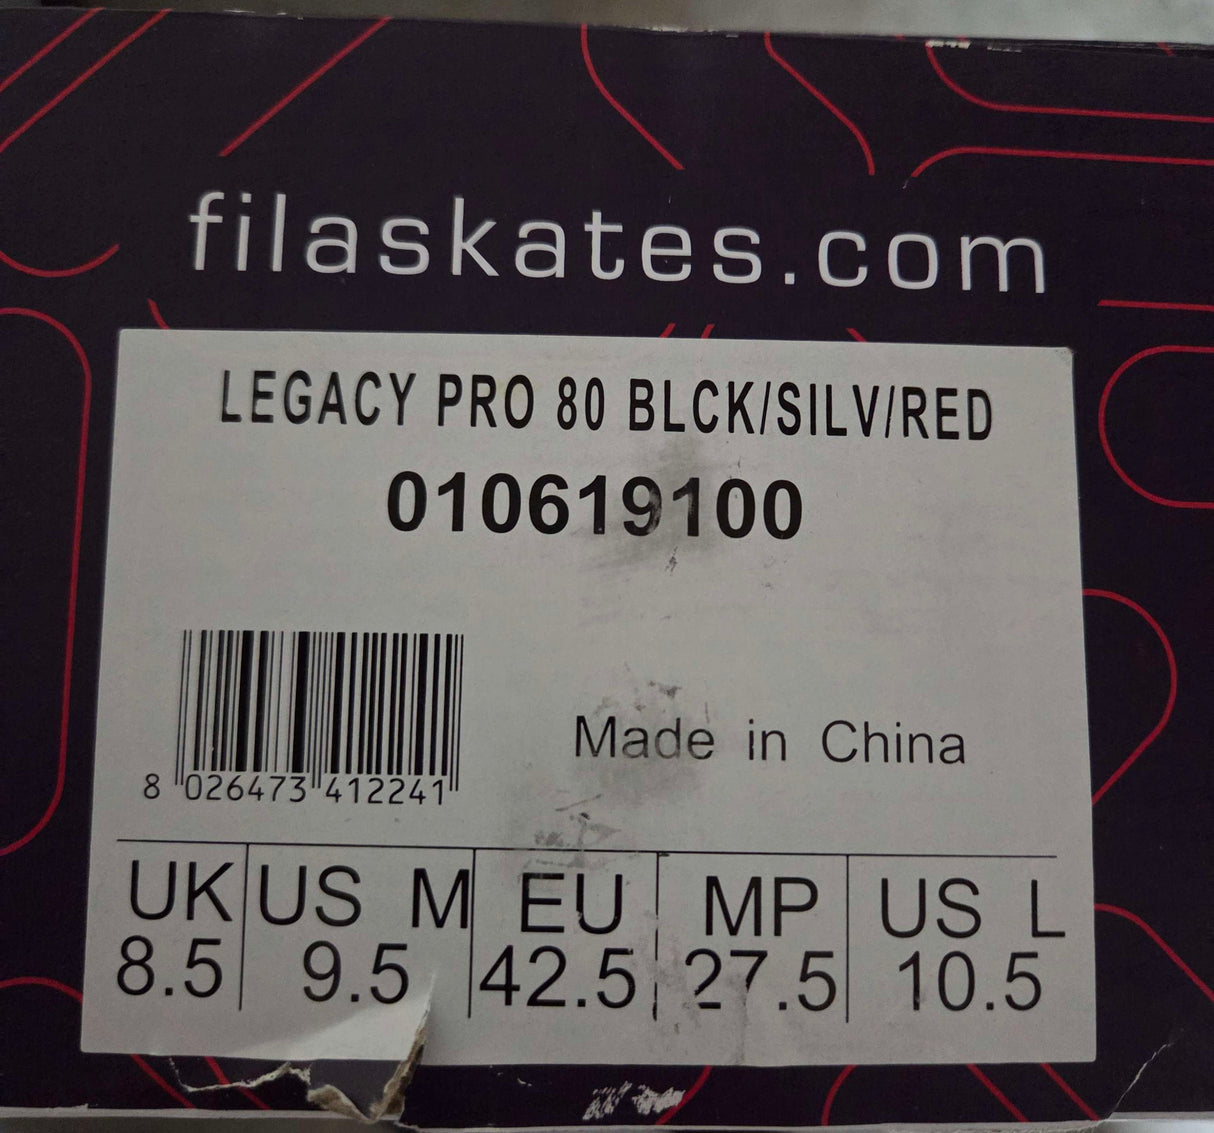 filaskates.com
LEGACY PRO 80 BLCK/SILV/RED
010619100
Made in China
8 026473 412241
UK US M EU MP US L
8.5 9.5 42.5 27.5 10.5